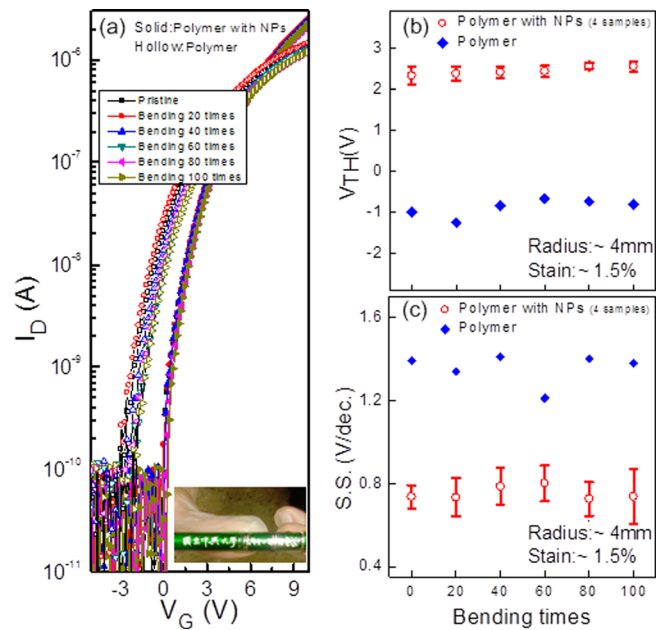 (a) Solid:Polymer with NPs
Hollow:Polymer
Pristine
Bending 20 times
Bending 40 times
Bending 60 times
Bending 80 times
Bending 100 times
10⁻⁶
10⁻⁷
10⁻⁸
10⁻⁹
10⁻¹⁰
10⁻¹¹
I_D (A)
-3 0 3 6 9
V_G (V)
(b) Polymer with NPs (4 samples)
Polymer
3
2
1
0
-1
-2
V_TH(V)
Radius:~ 4mm
Stain:~ 1.5%
(c) Polymer with NPs (4 samples)
Polymer
1.6
1.2
0.8
0.4
S.S. (V/dec.)
Radius:~ 4mm
Stain:~ 1.5%
0 20 40 60 80 100
Bending times